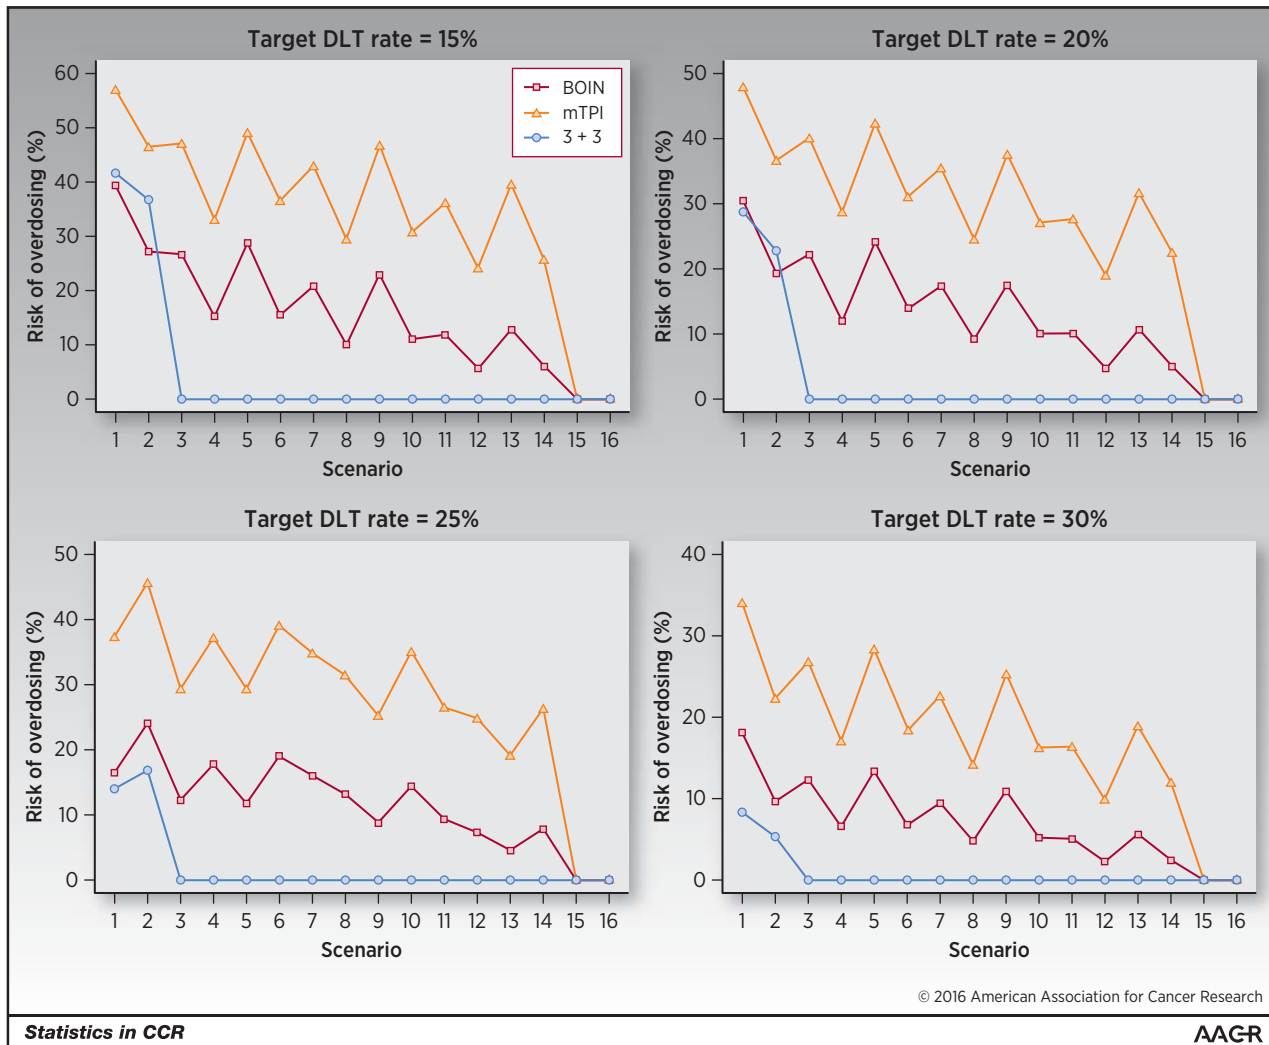 Target DLT rate = 15%
60
50
40
30
20
10
0
Risk of overdosing (%)
BOIN
mTPI
3 + 3
1 2 3 4 5 6 7 8 9 10 11 12 13 14 15 16
Scenario
Target DLT rate = 20%
50
40
30
20
10
0
Risk of overdosing (%)
1 2 3 4 5 6 7 8 9 10 11 12 13 14 15 16
Scenario
Target DLT rate = 25%
50
40
30
20
10
0
Risk of overdosing (%)
1 2 3 4 5 6 7 8 9 10 11 12 13 14 15 16
Scenario
Target DLT rate = 30%
40
30
20
10
0
Risk of overdosing (%)
1 2 3 4 5 6 7 8 9 10 11 12 13 14 15 16
Scenario
© 2016 American Association for Cancer Research
Statistics in CCR
AACR